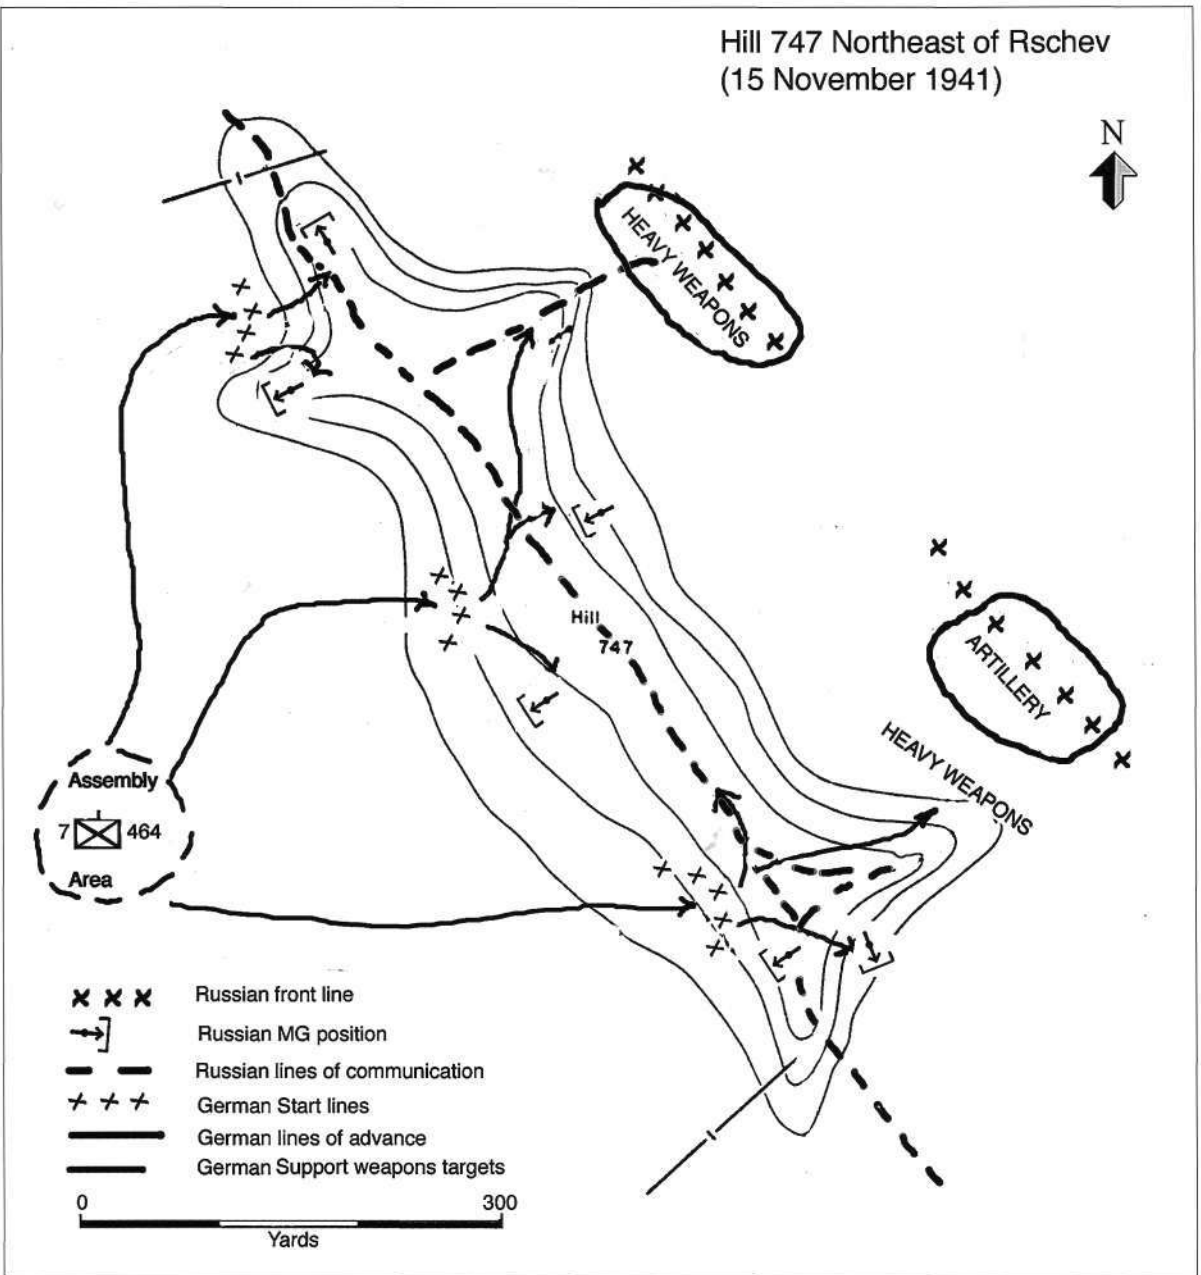 Hill 747 Northeast of Rschev
(15 November 1941)
N
HEAVY WEAPONS
Hill
747
ARTILLERY
HEAVY WEAPONS
Assembly
7 464
Area
Russian front line
Russian MG position
Russian lines of communication
German Start lines
German lines of advance
German Support weapons targets
0 300
Yards